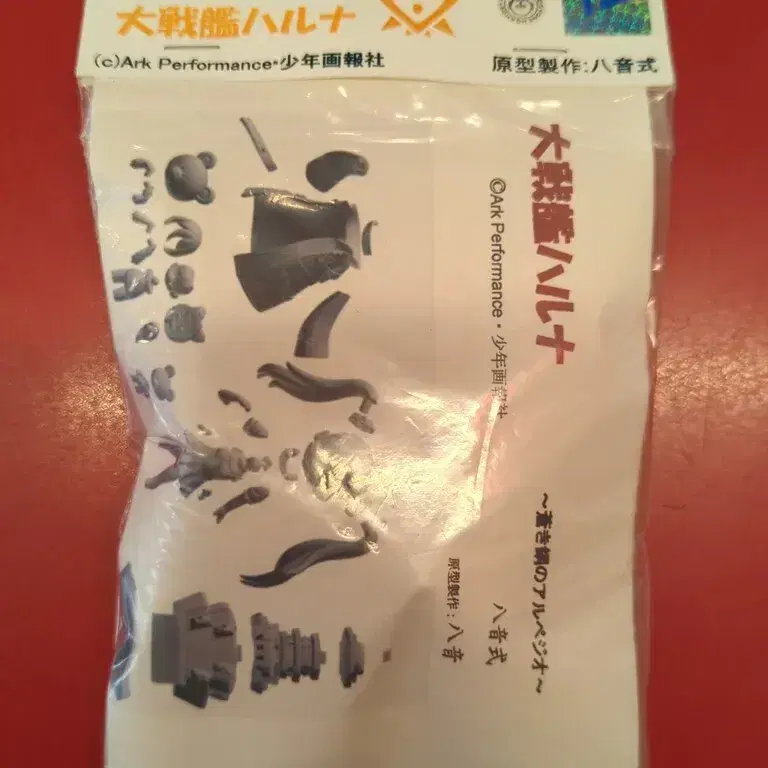 大戦艦ハルナ
(c)Ark Performance・少年画報社
原型製作:八音式
大戦艦ハルナ
©Ark Performance・少年画報社
~蒼き鋼のアルペジオ~
八音式
原型製作:八音